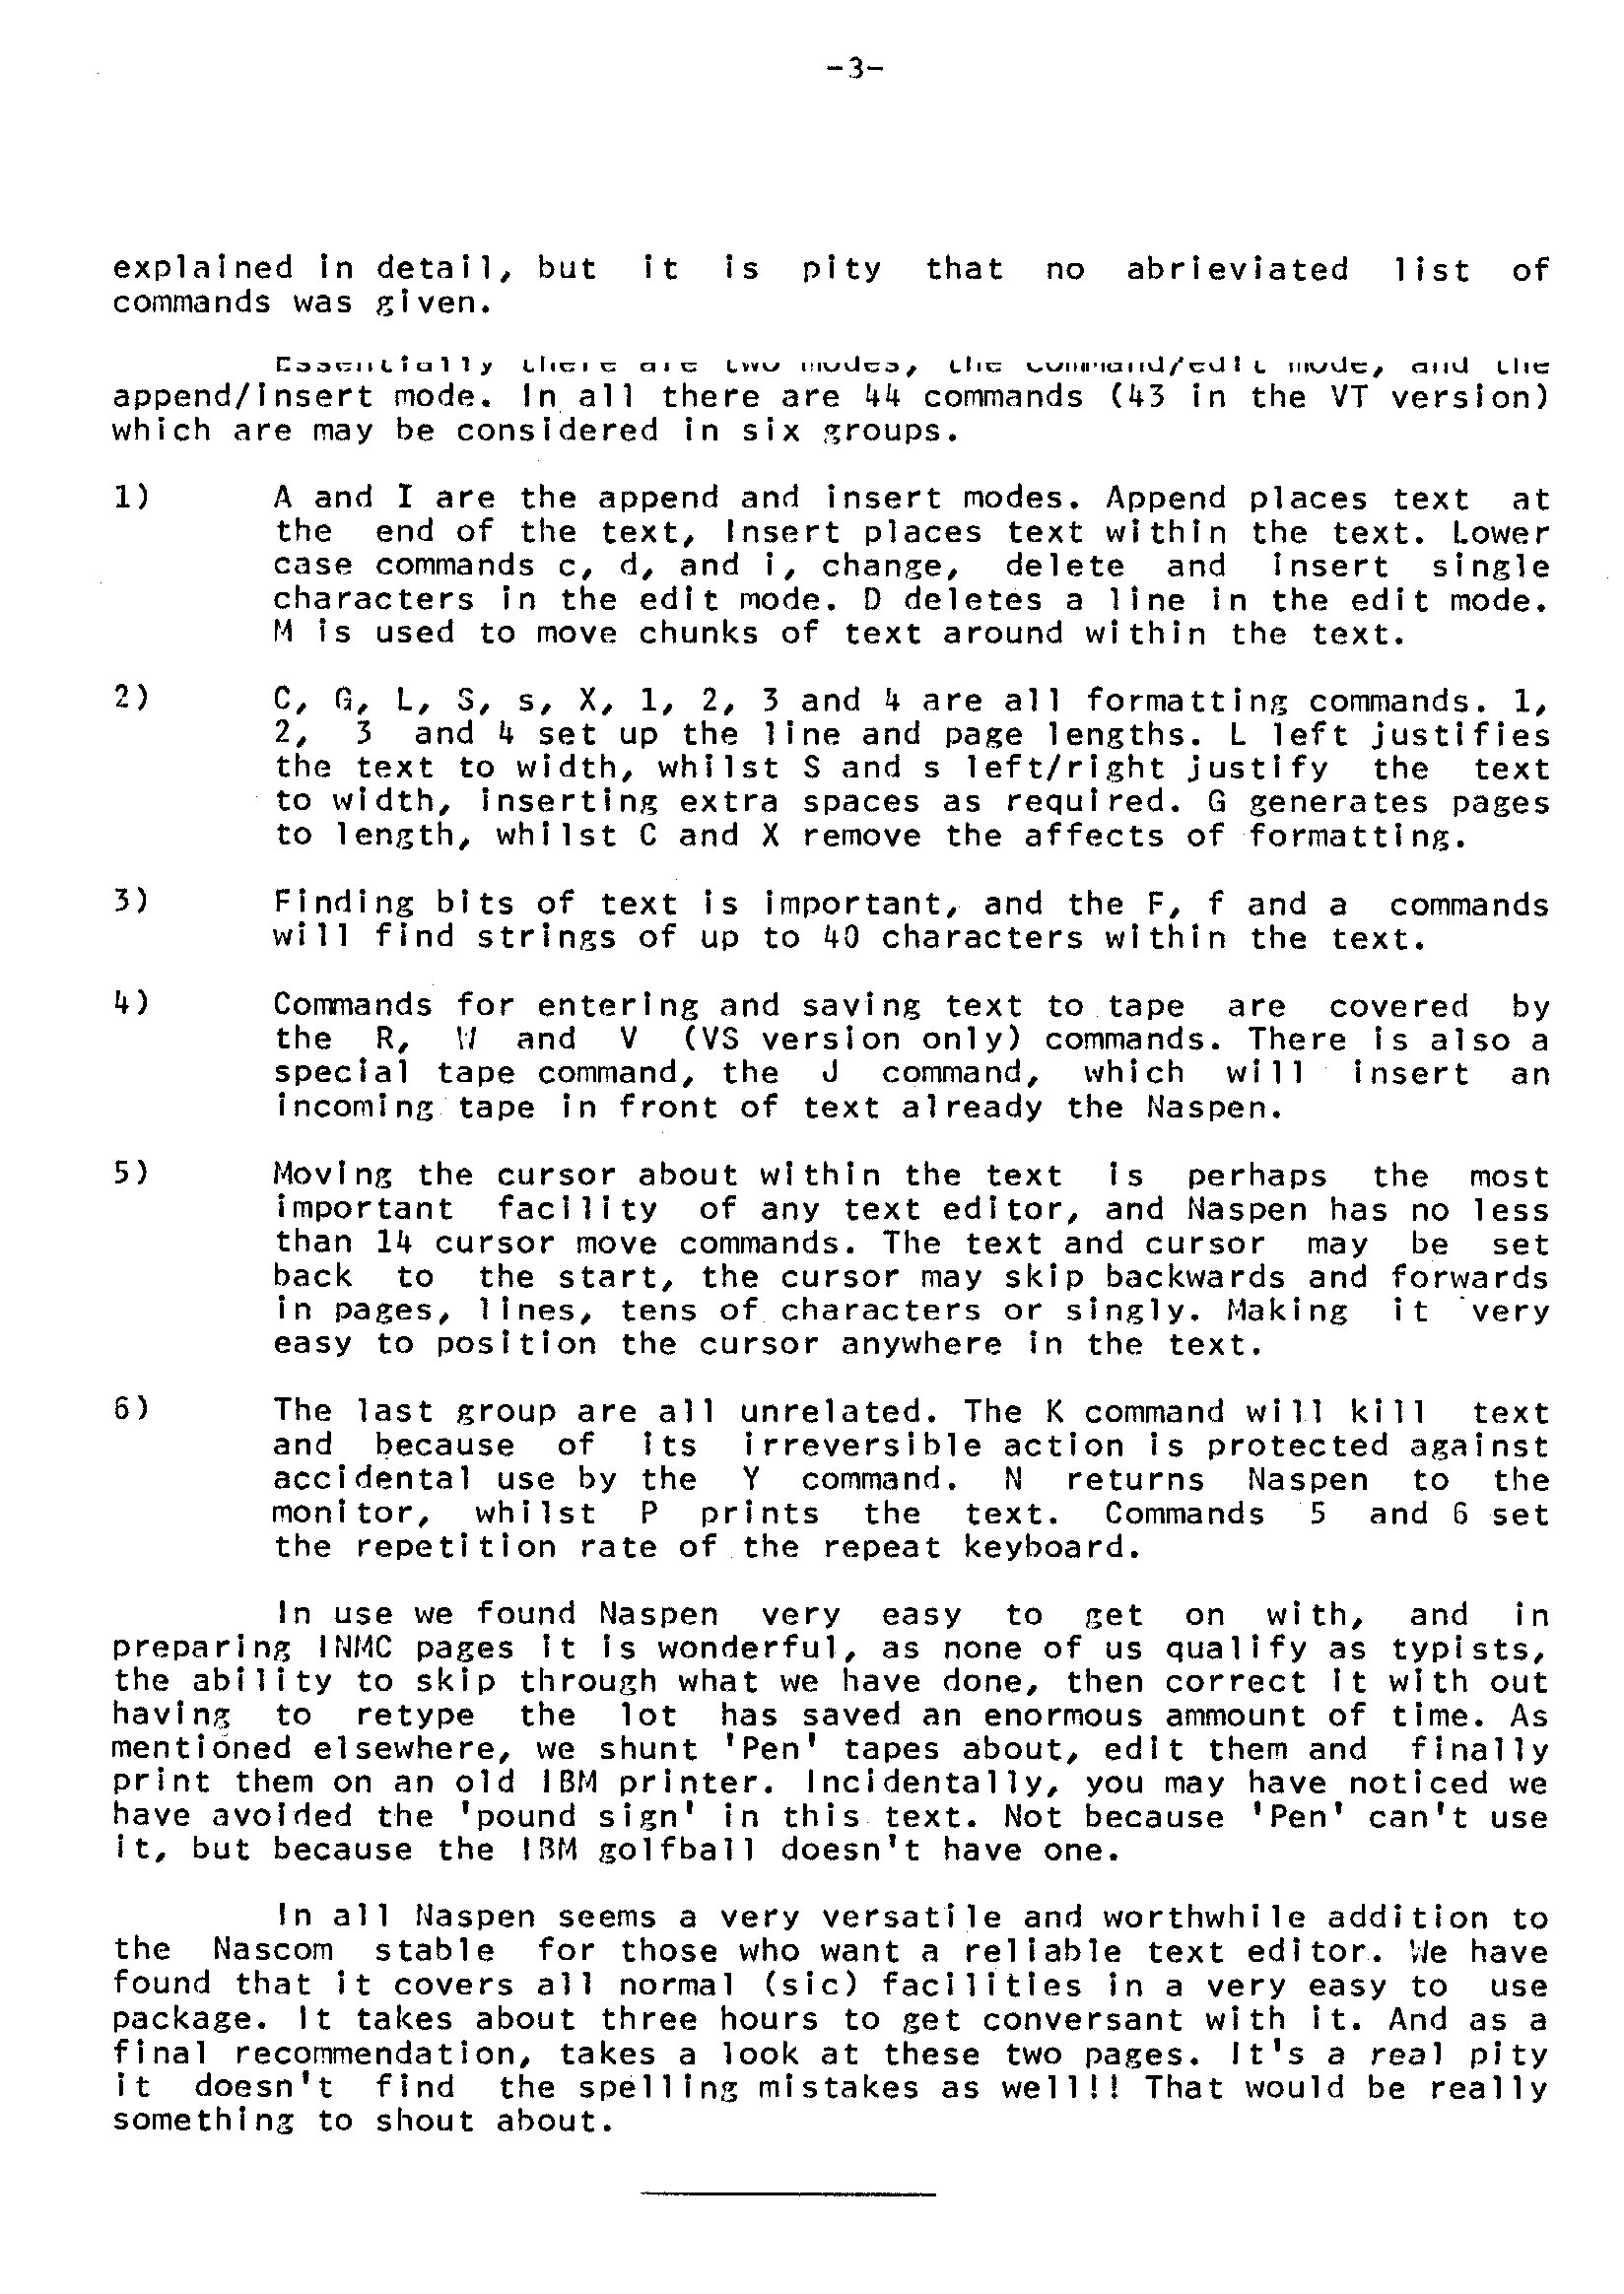 -3-
explained in detail, but it is pity that no abrieviated list of
commands was given.
Essentially there are two modes, the command/edit mode, and the
append/insert mode. In all there are 44 commands (43 in the VT version)
which are may be considered in six groups.
1) A and I are the append and insert modes. Append places text at
the end of the text, Insert places text within the text. Lower
case commands c, d, and i, change, delete and insert single
characters in the edit mode. D deletes a line in the edit mode.
M is used to move chunks of text around within the text.
2) C, G, L, S, s, X, 1, 2, 3 and 4 are all formatting commands. 1,
2, 3 and 4 set up the line and page lengths. L left justifies
the text to width, whilst S and s left/right justify the text
to width, inserting extra spaces as required. G generates pages
to length, whilst C and X remove the affects of formatting.
3) Finding bits of text is important, and the F, f and a commands
will find strings of up to 40 characters within the text.
4) Commands for entering and saving text to tape are covered by
the R, W and V (VS version only) commands. There is also a
special tape command, the J command, which will insert an
incoming tape in front of text already the Naspen.
5) Moving the cursor about within the text is perhaps the most
important facility of any text editor, and Naspen has no less
than 14 cursor move commands. The text and cursor may be set
back to the start, the cursor may skip backwards and forwards
in pages, lines, tens of characters or singly. Making it very
easy to position the cursor anywhere in the text.
6) The last group are all unrelated. The K command will kill text
and because of its irreversible action is protected against
accidental use by the Y command. N returns Naspen to the
monitor, whilst P prints the text. Commands 5 and 6 set
the repetition rate of the repeat keyboard.
In use we found Naspen very easy to get on with, and in
preparing INMC pages it is wonderful, as none of us qualify as typists,
the ability to skip through what we have done, then correct it with out
having to retype the lot has saved an enormous ammount of time. As
mentioned elsewhere, we shunt 'Pen' tapes about, edit them and finally
print them on an old IBM printer. Incidentally, you may have noticed we
have avoided the 'pound sign' in this text. Not because 'Pen' can't use
it, but because the IBM golfball doesn't have one.
In all Naspen seems a very versatile and worthwhile addition to
the Nascom stable for those who want a reliable text editor. We have
found that it covers all normal (sic) facilities in a very easy to use
package. It takes about three hours to get conversant with it. And as a
final recommendation, takes a look at these two pages. It's a real pity
it doesn't find the spelling mistakes as well!! That would be really
something to shout about.